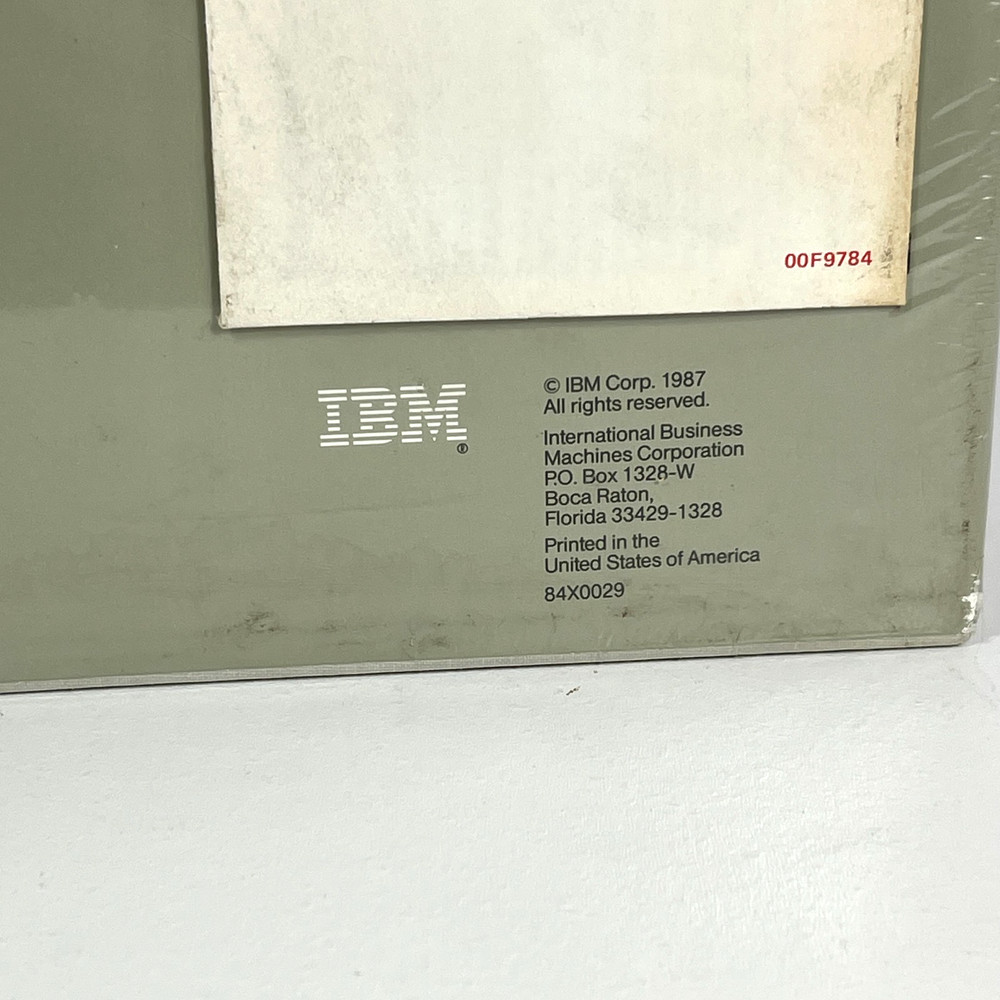 00F9784
IBM®
© IBM Corp. 1987
All rights reserved.
International Business
Machines Corporation
P.O. Box 1328-W
Boca Raton,
Florida 33429-1328
Printed in the
United States of America
84X0029